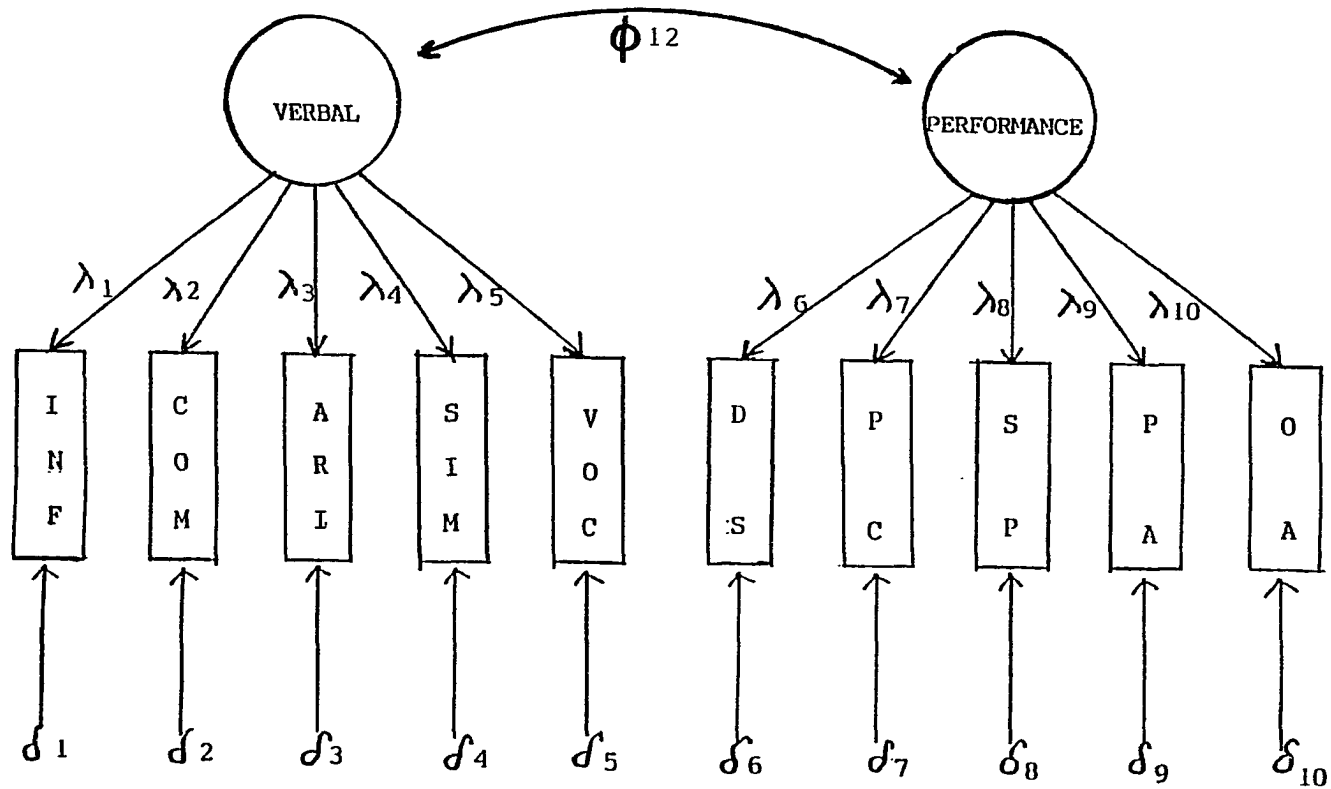 ϕ12
VERBAL
PERFORMANCE
λ1 λ2 λ3 λ4 λ5 λ6 λ7 λ8 λ9 λ10
INF
COM
ARI
SIM
VOC
DS
PC
SP
PA
OA
δ1 δ2 δ3 δ4 δ5 δ6 δ7 δ8 δ9 δ10